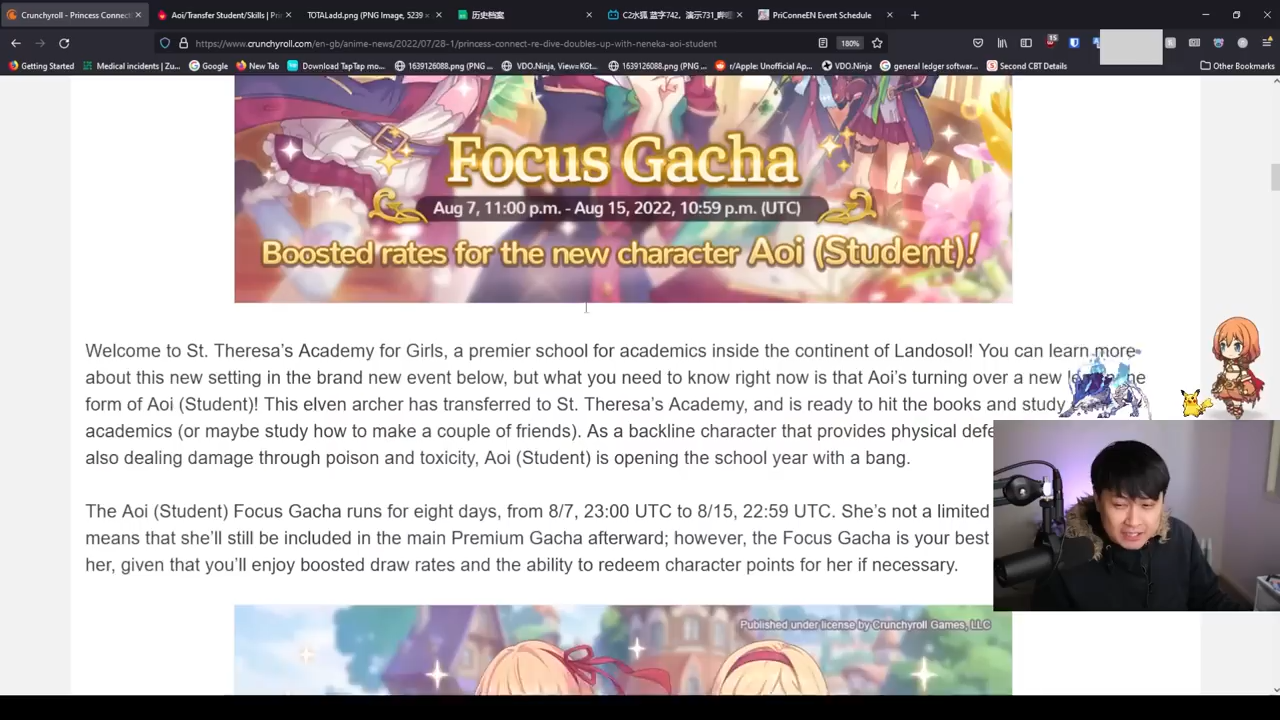 Crunchyroll - Princess Connect
Aoi/Transfer Student/Skills | Pri
TOTALadd.png (PNG Image, 5239 ×
历史档案
C2水狐 蓝字742，演示731
PriConneEN Event Schedule
https://www.crunchyroll.com/en-gb/anime-news/2022/07/28-1/princess-connect-re-dive-doubles-up-with-neneka-aoi-student
180%
15
Getting Started
Medical incidents | Zu...
Google
New Tab
Download TapTap mo...
1639126088.png (PNG ...
VDO.Ninja, View=KGt...
1639126088.png (PNG ...
r/Apple: Unofficial Ap...
VDO.Ninja
general ledger softwar...
Second CBT Details
Other Bookmarks
Focus Gacha
Aug 7, 11:00 p.m. - Aug 15, 2022, 10:59 p.m. (UTC)
Boosted rates for the new character Aoi (Student)!
Welcome to St. Theresa's Academy for Girls, a premier school for academics inside the continent of Landosol! You can learn more
about this new setting in the brand new event below, but what you need to know right now is that Aoi's turning over a new
form of Aoi (Student)! This elven archer has transferred to St. Theresa's Academy, and is ready to hit the books and study
academics (or maybe study how to make a couple of friends). As a backline character that provides physical defe
also dealing damage through poison and toxicity, Aoi (Student) is opening the school year with a bang.
The Aoi (Student) Focus Gacha runs for eight days, from 8/7, 23:00 UTC to 8/15, 22:59 UTC. She's not a limited
means that she'll still be included in the main Premium Gacha afterward; however, the Focus Gacha is your best
her, given that you'll enjoy boosted draw rates and the ability to redeem character points for her if necessary.
Published under license by Crunchyroll Games, LLC